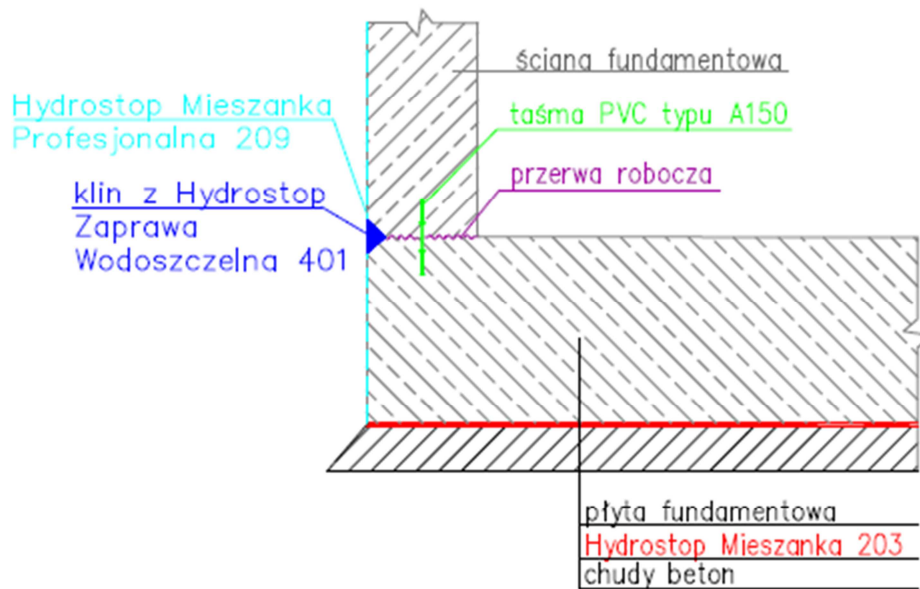 ściana fundamentowa
Hydrostop Mieszanka
Profesjonalna 209
taśma PVC typu A150
klin z Hydrostop
Zaprawa
Wodoszczelna 401
przerwa robocza
płyta fundamentowa
Hydrostop Mieszanka 203
chudy beton